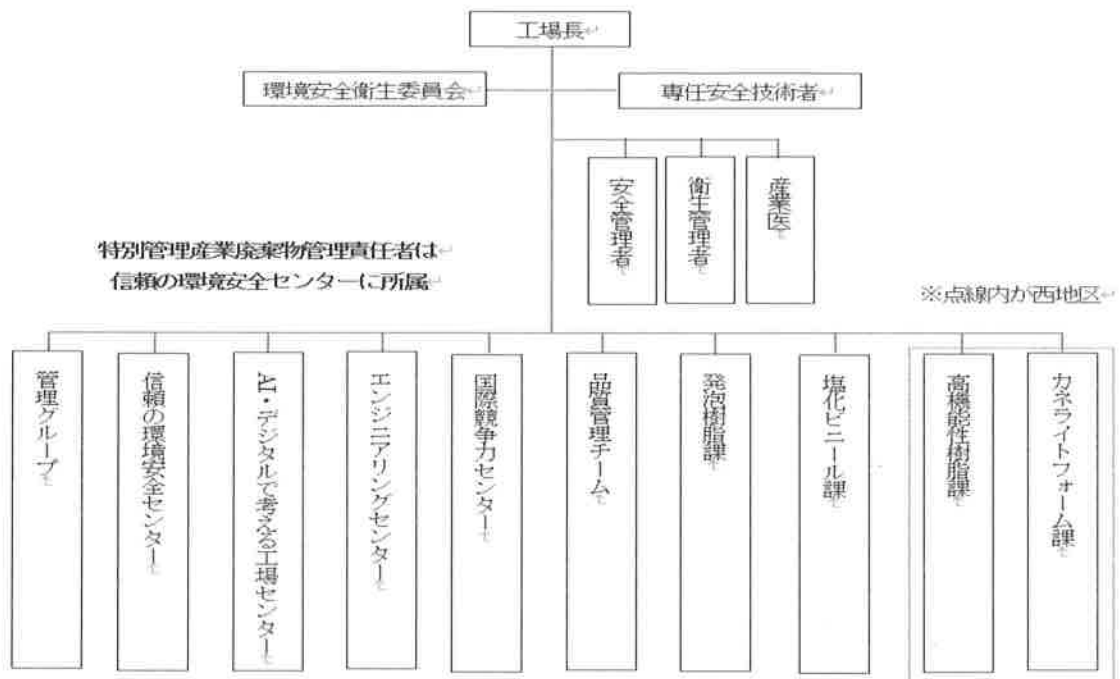 工場長
環境安全衛生委員会
専任安全技術者
安全管理者
衛生管理者
産業医
特別管理産業廃棄物管理責任者は
信頼の環境安全センターに所属
※点線内が西地区
管理グループ
信頼の環境安全センター
AI・デジタルで考える工場センター
エンジニアリングセンター
国際競争力センター
品質管理チーム
発泡樹脂課
塩化ビニール課
高機能性樹脂課
カネライトフォーム課